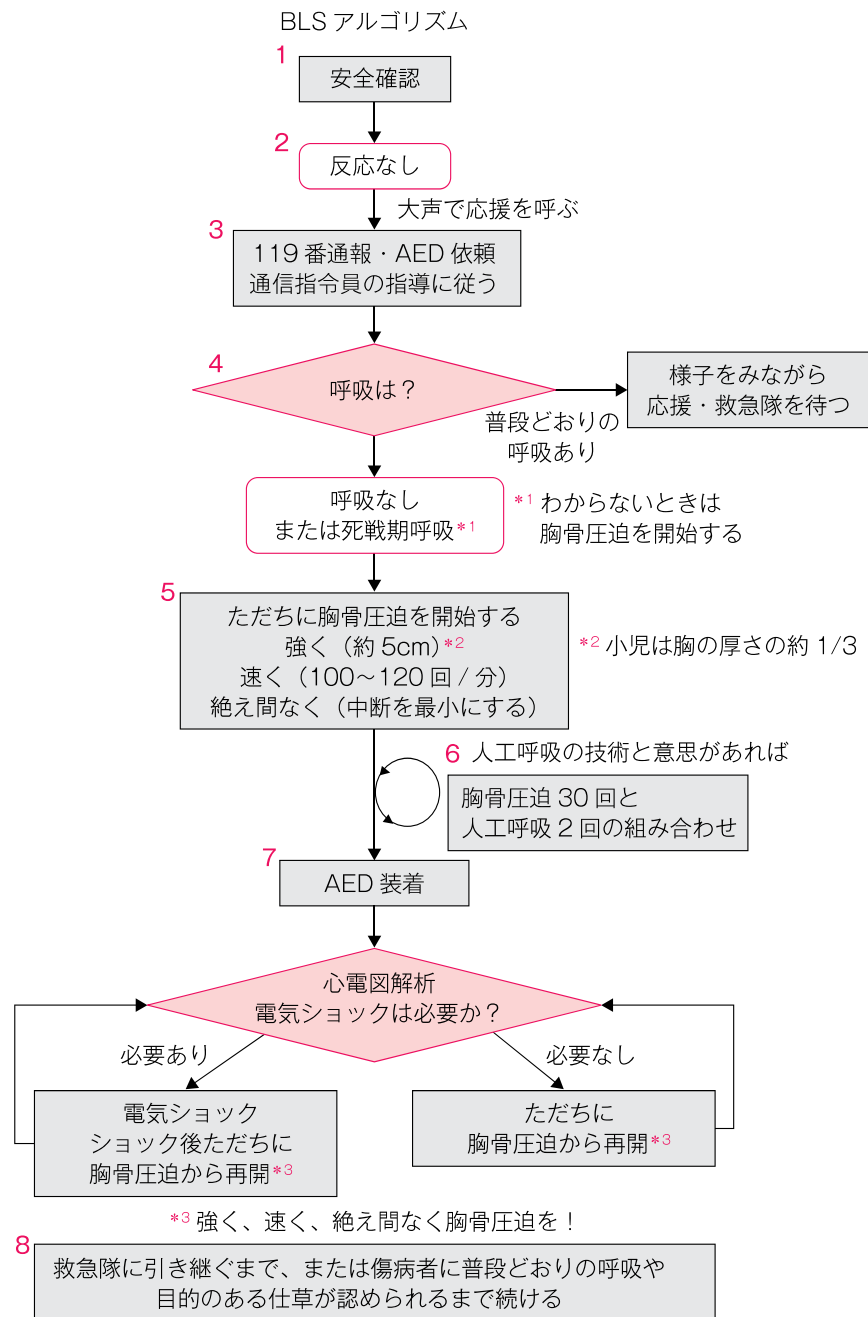 BLS アルゴリズム
1
安全確認
2
反応なし
大声で応援を呼ぶ
3
119 番通報・AED 依頼
通信指令員の指導に従う
4
呼吸は？
普段どおりの
呼吸あり
様子をみながら
応援・救急隊を待つ
呼吸なし
または死戦期呼吸*1
*1 わからないときは
胸骨圧迫を開始する
5
ただちに胸骨圧迫を開始する
強く（約 5cm）*2
速く（100〜120 回 / 分）
絶え間なく（中断を最小にする）
*2 小児は胸の厚さの約 1/3
6 人工呼吸の技術と意思があれば
胸骨圧迫 30 回と
人工呼吸 2 回の組み合わせ
7
AED 装着
心電図解析
電気ショックは必要か？
必要あり
電気ショック
ショック後ただちに
胸骨圧迫から再開*3
必要なし
ただちに
胸骨圧迫から再開*3
*3 強く、速く、絶え間なく胸骨圧迫を！
8
救急隊に引き継ぐまで、または傷病者に普段どおりの呼吸や
目的のある仕草が認められるまで続ける